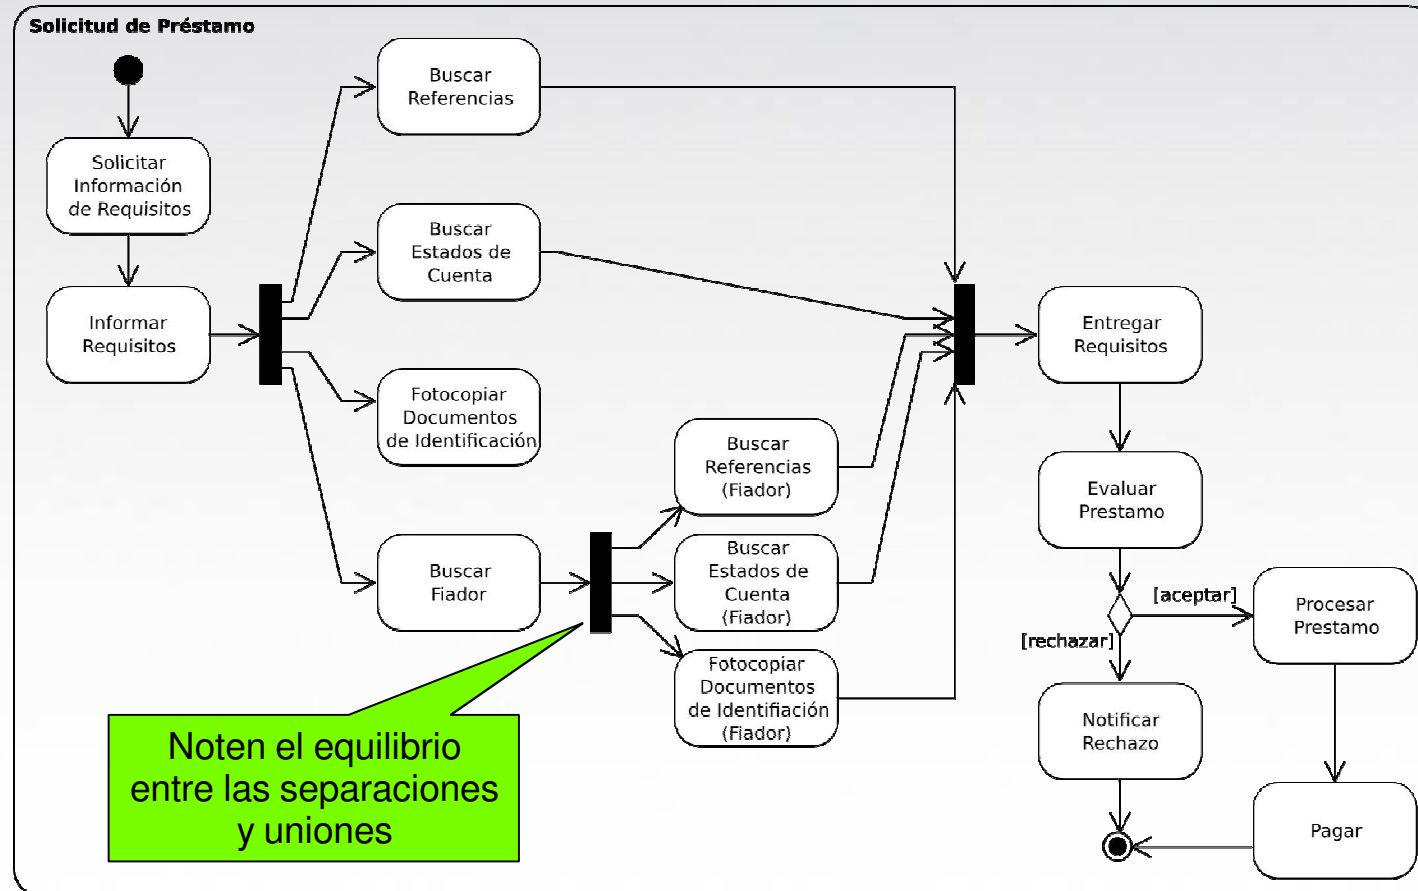 Solicitud de Préstamo
Solicitar
Información
de Requisitos
Informar
Requisitos
Buscar
Referencias
Buscar
Estados de
Cuenta
Fotocopiar
Documentos
de Identificación
Buscar
Fiador
Buscar
Referencias
(Fiador)
Buscar
Estados de
Cuenta
(Fiador)
Fotocopiar
Documentos
de Identifiación
(Fiador)
Entregar
Requisitos
Evaluar
Prestamo
[aceptar]
[rechazar]
Procesar
Prestamo
Notificar
Rechazo
Pagar
Noten el equilibrio
entre las separaciones
y uniones